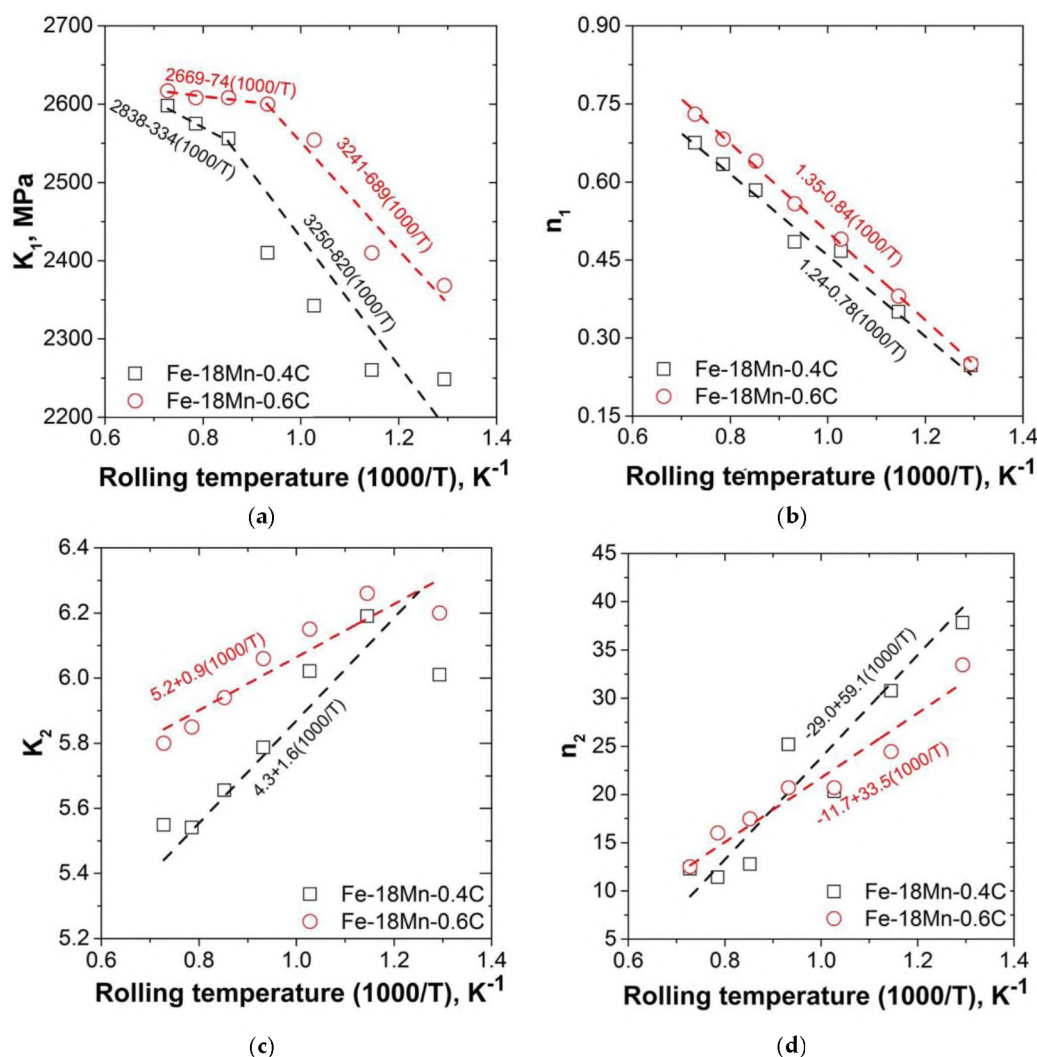 2700
2600
2500
2400
2300
2200
K1, MPa
2669-74(1000/T)
2838-334(1000/T)
3241-689(1000/T)
3250-820(1000/T)
Fe-18Mn-0.4C
Fe-18Mn-0.6C
0.6 0.8 1.0 1.2 1.4
Rolling temperature (1000/T), K-1
(a)
0.90
0.75
0.60
0.45
0.30
0.15
n1
1.35-0.84(1000/T)
1.24-0.78(1000/T)
Fe-18Mn-0.4C
Fe-18Mn-0.6C
0.6 0.8 1.0 1.2 1.4
Rolling temperature (1000/T), K-1
(b)
6.4
6.2
6.0
5.8
5.6
5.4
5.2
K2
5.2+0.9(1000/T)
4.3+1.6(1000/T)
Fe-18Mn-0.4C
Fe-18Mn-0.6C
0.6 0.8 1.0 1.2 1.4
Rolling temperature (1000/T), K-1
(c)
45
40
35
30
25
20
15
10
5
n2
-29.0+59.1(1000/T)
-11.7+33.5(1000/T)
Fe-18Mn-0.4C
Fe-18Mn-0.6C
0.6 0.8 1.0 1.2 1.4
Rolling temperature (1000/T), K-1
(d)